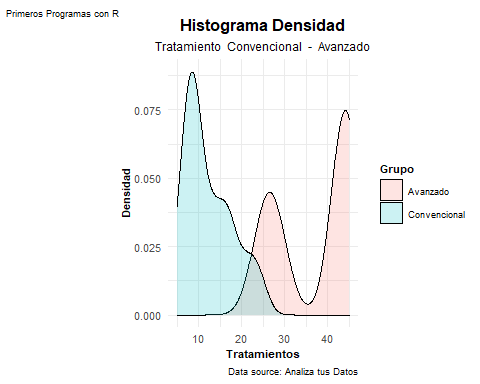 Primeros Programas con R
Histograma Densidad
Tratamiento Convencional - Avanzado
0.075
0.050
0.025
0.000
Densidad
10 20 30 40
Tratamientos
Grupo
Avanzado
Convencional
Data source: Analiza tus Datos